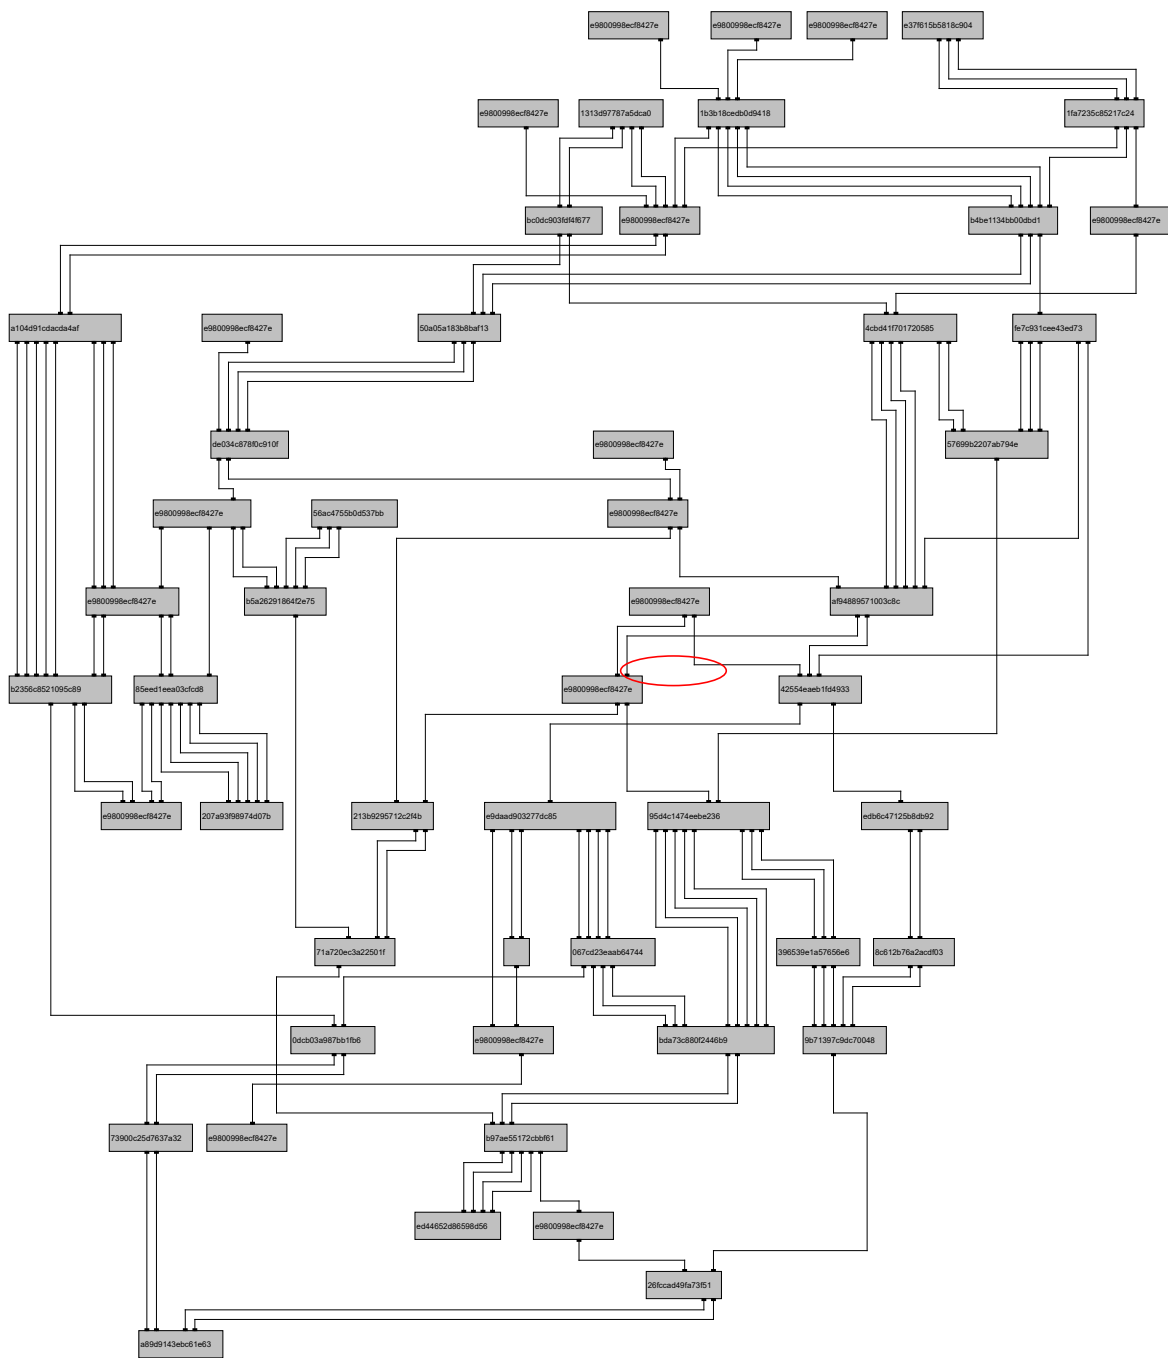 e9800998ecf8427e
e9800998ecf8427e
e9800998ecf8427e
e37f615b5818c904
e9800998ecf8427e
1313d97787a5dca0
1b3b18cedb0d9418
1fa7235c85217c24
bc0dc903fdf4f677
e9800998ecf8427e
b4be1134bb00dbd1
e9800998ecf8427e
a104d91cdacda4af
e9800998ecf8427e
50a05a183b8baf13
4cbd41f701720585
fe7c931cee43ed73
de034c878f0c910f
e9800998ecf8427e
57699b2207ab794e
e9800998ecf8427e
56ac4755b0d537bb
e9800998ecf8427e
e9800998ecf8427e
b5a26291864f2e75
e9800998ecf8427e
af94889571003c8c
b2356c8521095c89
85eed1eea03cfcd8
e9800998ecf8427e
42554eaeb1fd4933
e9800998ecf8427e
207a93f98974d07b
213b9295712c2f4b
e9daad903277dc85
95d4c1474eebe236
edb6c47125b8db92
71a720ec3a22501f
067cd23eaab64744
396539e1a57656e6
8c612b76a2acdf03
0dcb03a987bb1fb6
e9800998ecf8427e
bda73c880f2446b9
9b71397c9dc70048
73900c25d7637a32
e9800998ecf8427e
b97ae55172cbbf61
ed44652d86598d56
e9800998ecf8427e
26fccad49fa73f51
a89d9143ebc61e63